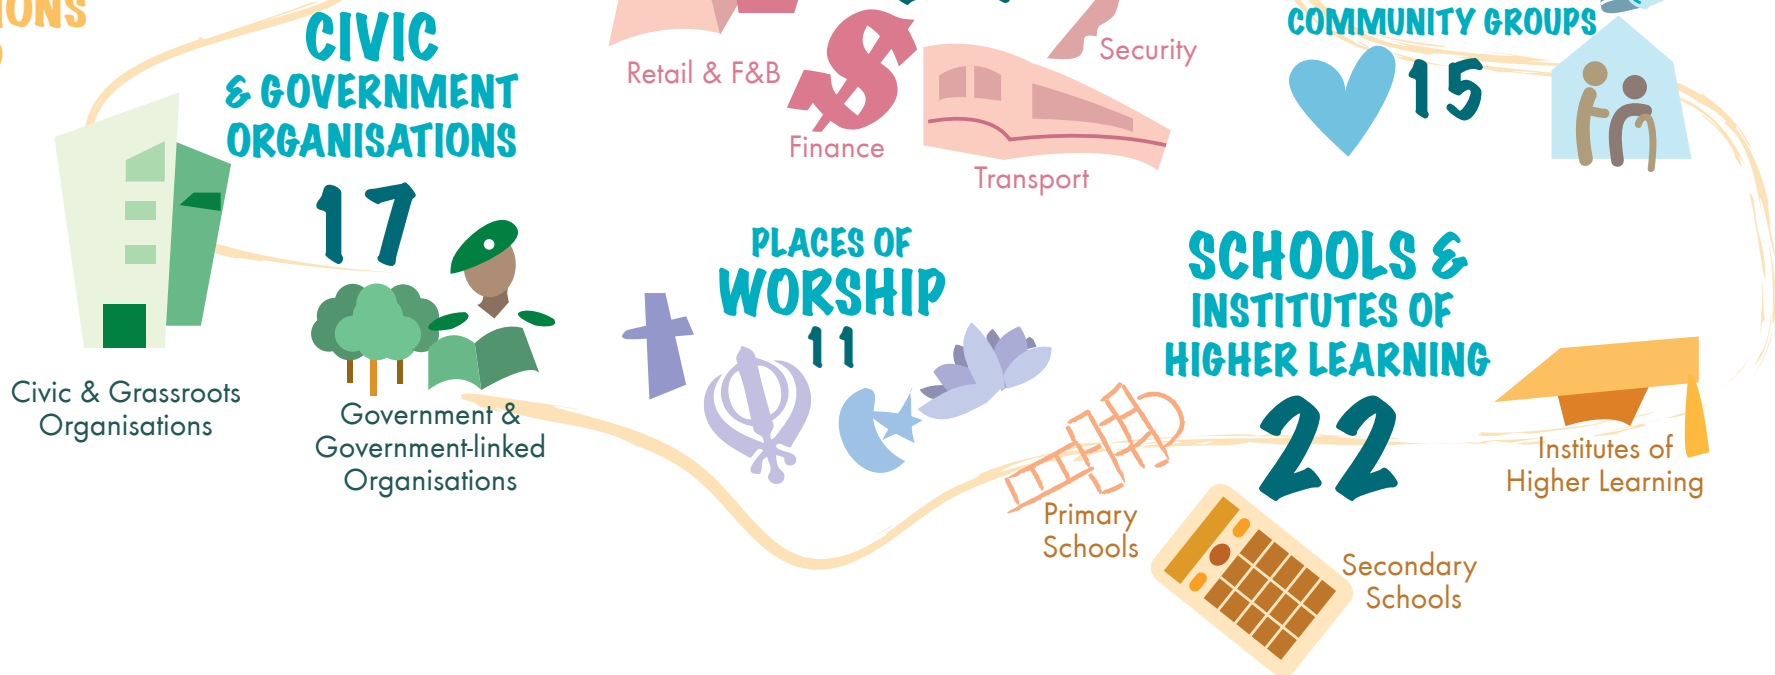 CIVIC
& GOVERNMENT
ORGANISATIONS
17
Civic & Grassroots
Organisations
Government &
Government-linked
Organisations
Retail & F&B
Finance
Security
Transport
COMMUNITY GROUPS
15
PLACES OF
WORSHIP
11
SCHOOLS &
INSTITUTES OF
HIGHER LEARNING
22
Primary
Schools
Secondary
Schools
Institutes of
Higher Learning